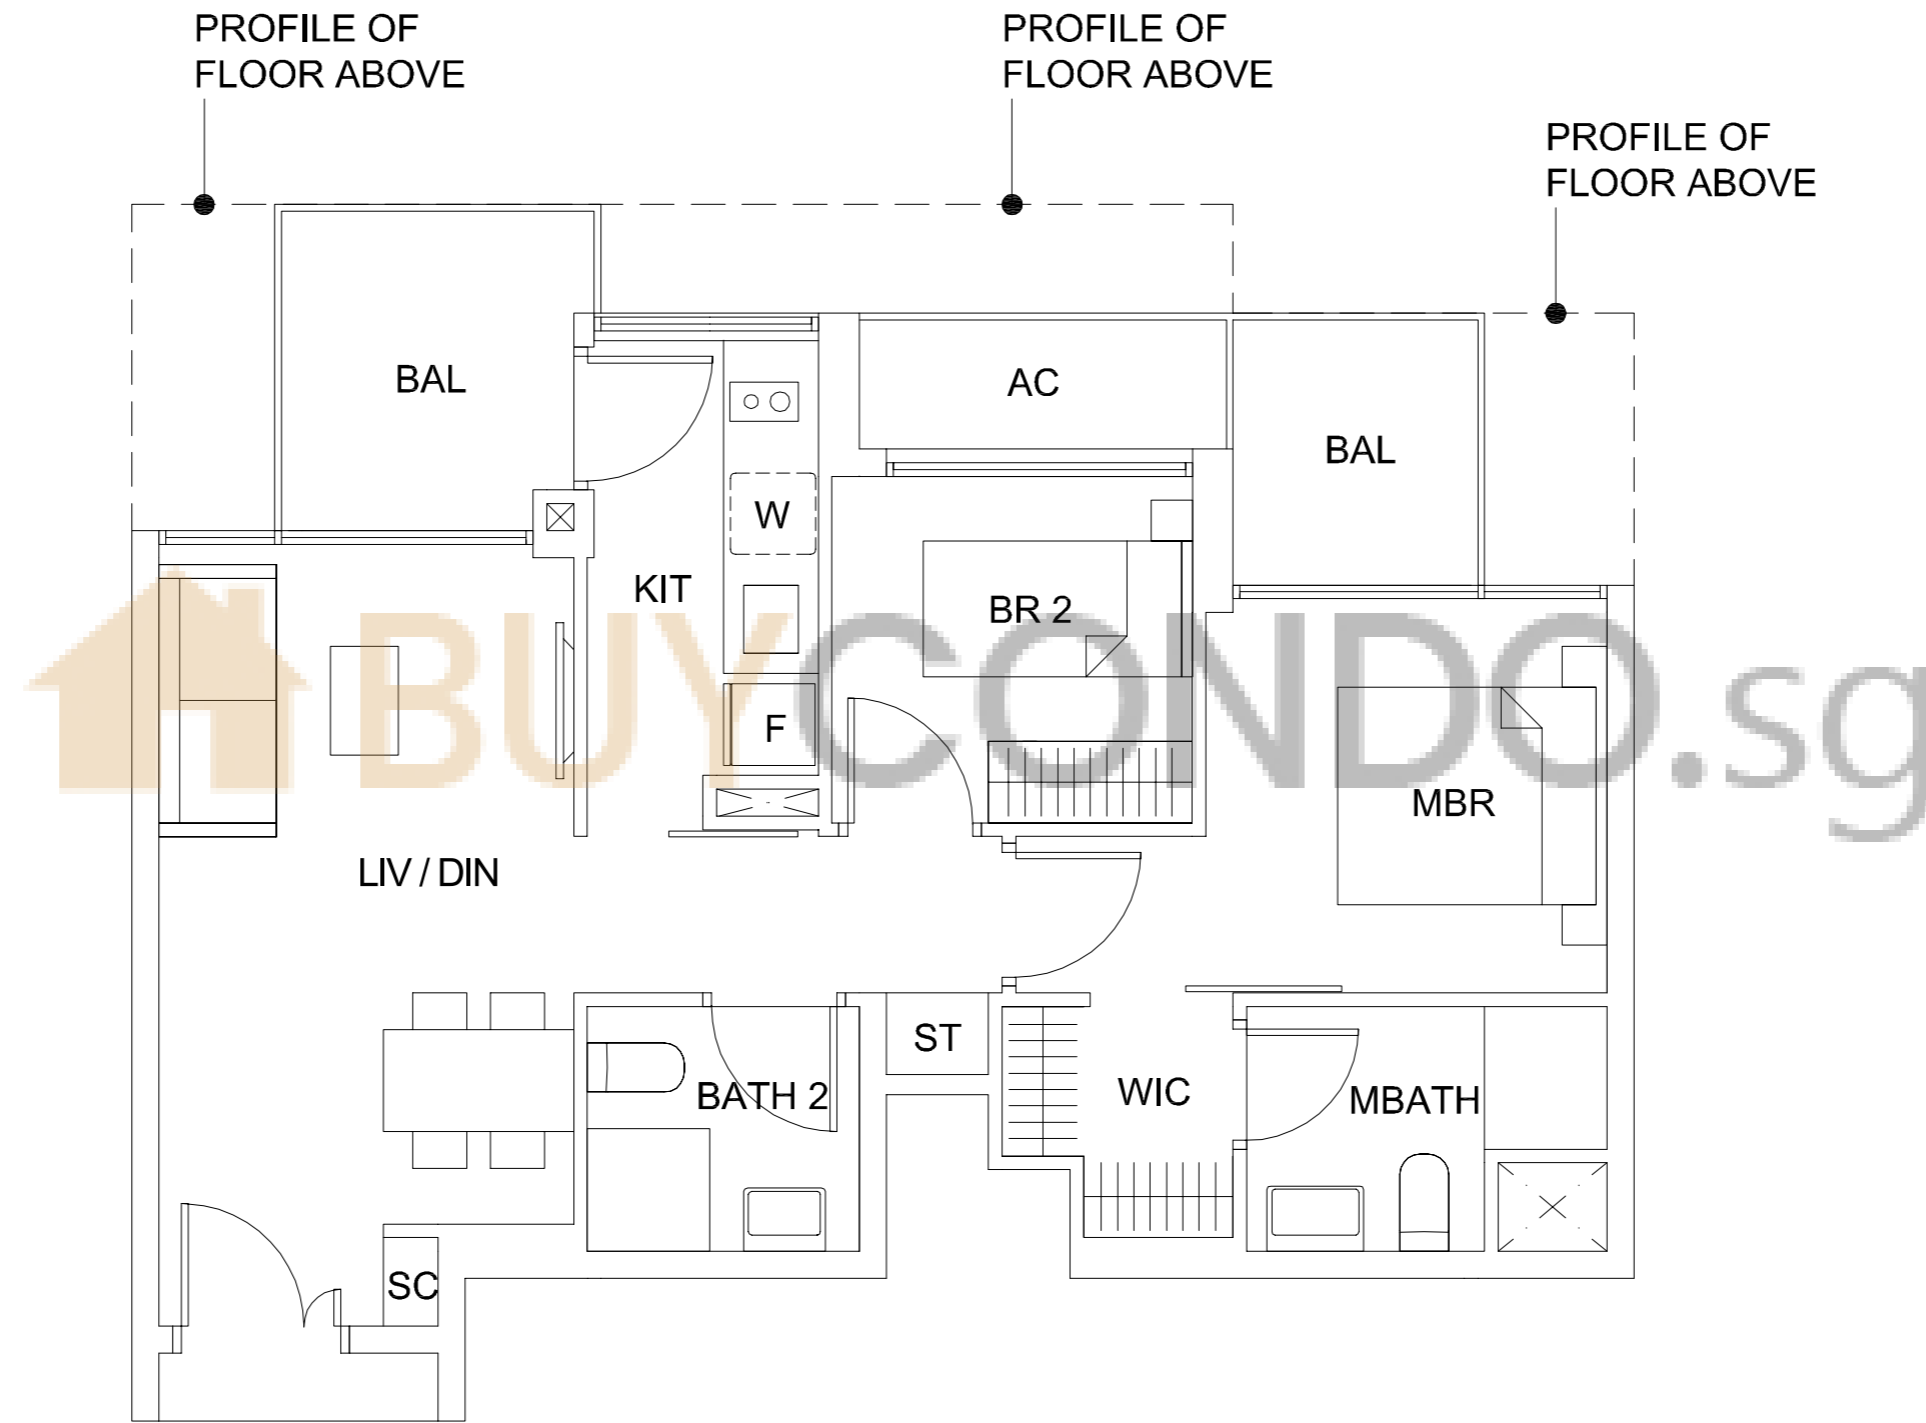 PROFILE OF
FLOOR ABOVE
PROFILE OF
FLOOR ABOVE
PROFILE OF
FLOOR ABOVE
BAL
AC
BAL
W
KIT
BR 2
BUYCONDO.sg
F
MBR
LIV / DIN
ST
BATH 2
WIC
MBATH
SC